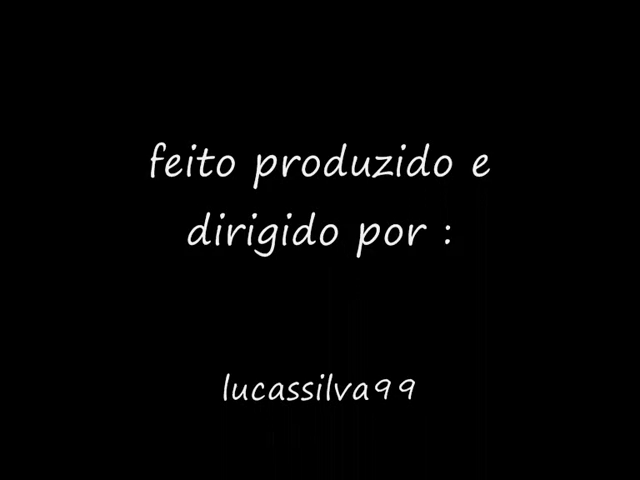 feito produzido e
dirigido por :
lucassilva99